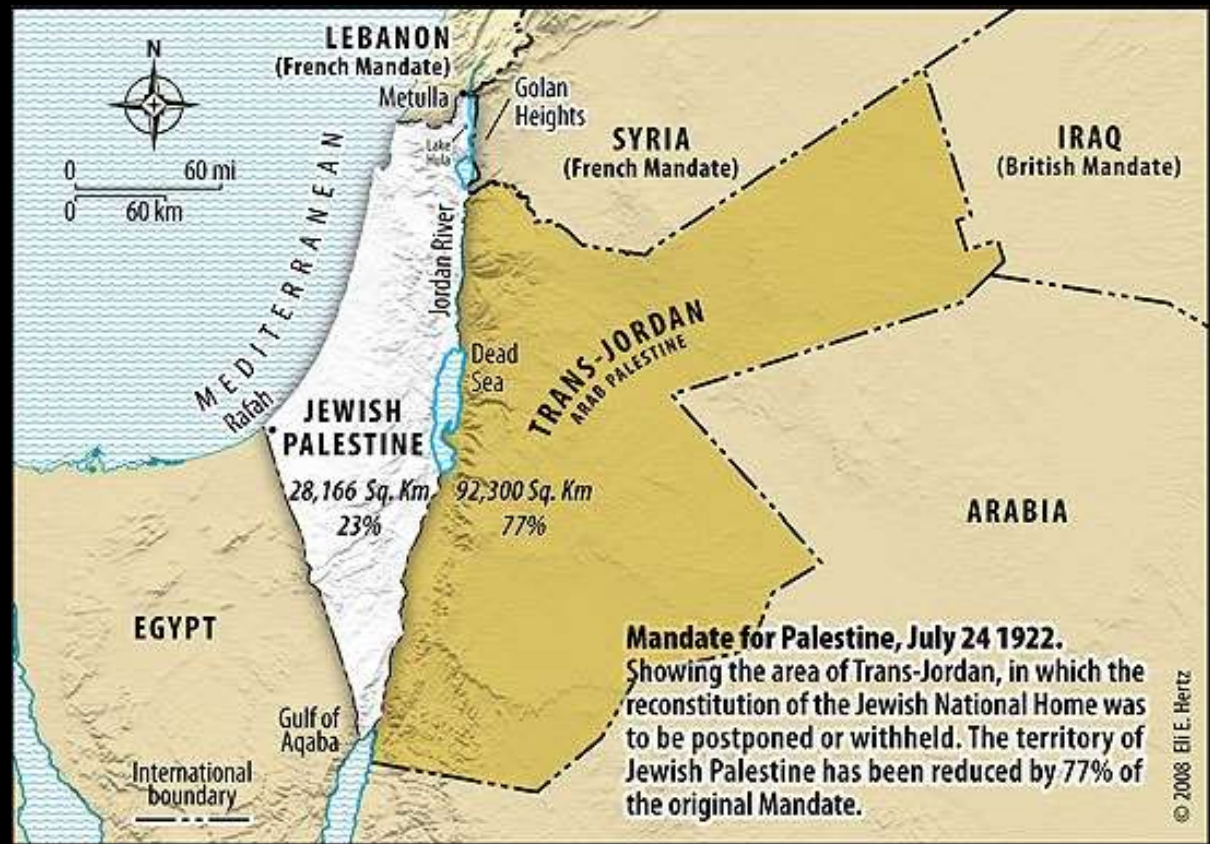 LEBANON
(French Mandate)
N
Metulla
Golan
Heights
Lake
Hula
SYRIA
(French Mandate)
IRAQ
(British Mandate)
0 60 mi
0 60 km
MEDITERRANEAN
Jordan River
Dead
Sea
TRANS-JORDAN
ARAB PALESTINE
Rafah
JEWISH
PALESTINE
28,166 Sq. Km
23%
92,300 Sq. Km
77%
ARABIA
EGYPT
Gulf of
Aqaba
International
boundary
Mandate for Palestine, July 24 1922.
Showing the area of Trans-Jordan, in which the
reconstitution of the Jewish National Home was
to be postponed or withheld. The territory of
Jewish Palestine has been reduced by 77% of
the original Mandate.
© 2008 Eli E. Hertz